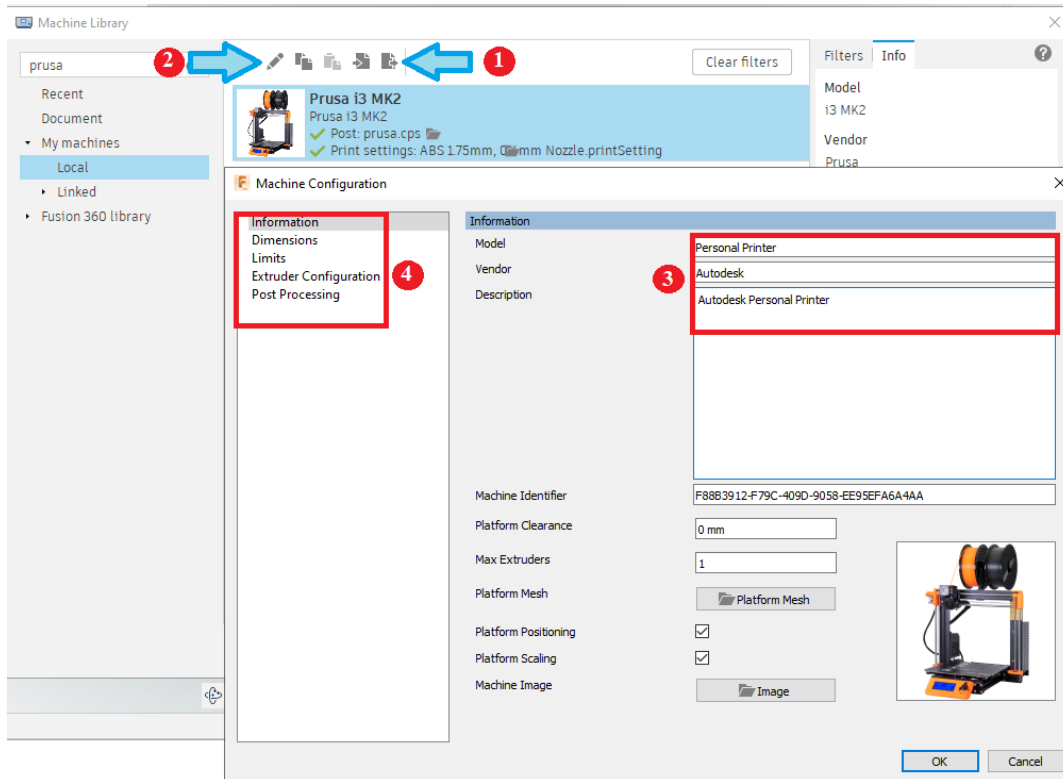 Machine Library
prusa
2
1
Clear filters
Filters
Info
Recent
Document
My machines
Local
Linked
Fusion 360 library
Prusa i3 MK2
Prusa i3 MK2
Post: prusa.cps
Print settings: ABS 1.75mm, mm Nozzle.printSetting
Model
i3 MK2
Vendor
Prusa
Machine Configuration
Information
Dimensions
Limits
Extruder Configuration
Post Processing
4
Information
Model
Personal Printer
Vendor
Autodesk
3
Description
Autodesk Personal Printer
Machine Identifier
F88B3912-F79C-409D-9058-EE95EFA6A4AA
Platform Clearance
0 mm
Max Extruders
1
Platform Mesh
Platform Mesh
Platform Positioning
Platform Scaling
Machine Image
Image
OK
Cancel